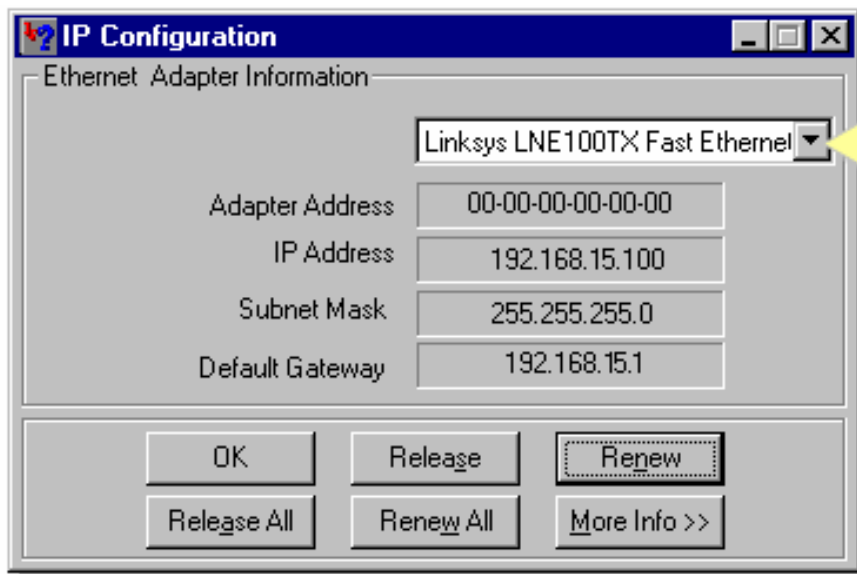 IP Configuration
Ethernet Adapter Information
Linksys LNE100TX Fast Ethernet
Adapter Address 00-00-00-00-00-00
IP Address 192.168.15.100
Subnet Mask 255.255.255.0
Default Gateway 192.168.15.1
OK Release Renew
Release All Renew All More Info >>